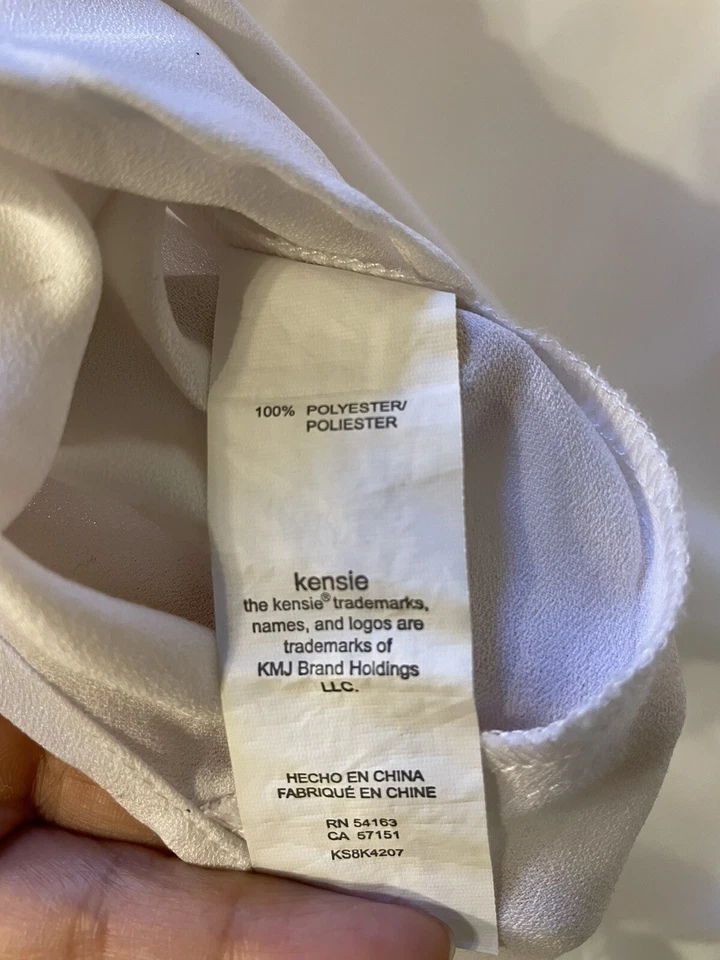 100% POLYESTER/
POLIESTER
kensie
the kensie® trademarks,
names, and logos are
trademarks of
KMJ Brand Holdings
LLC.
HECHO EN CHINA
FABRIQUÉ EN CHINE
RN 54163
CA 57151
KS8K4207